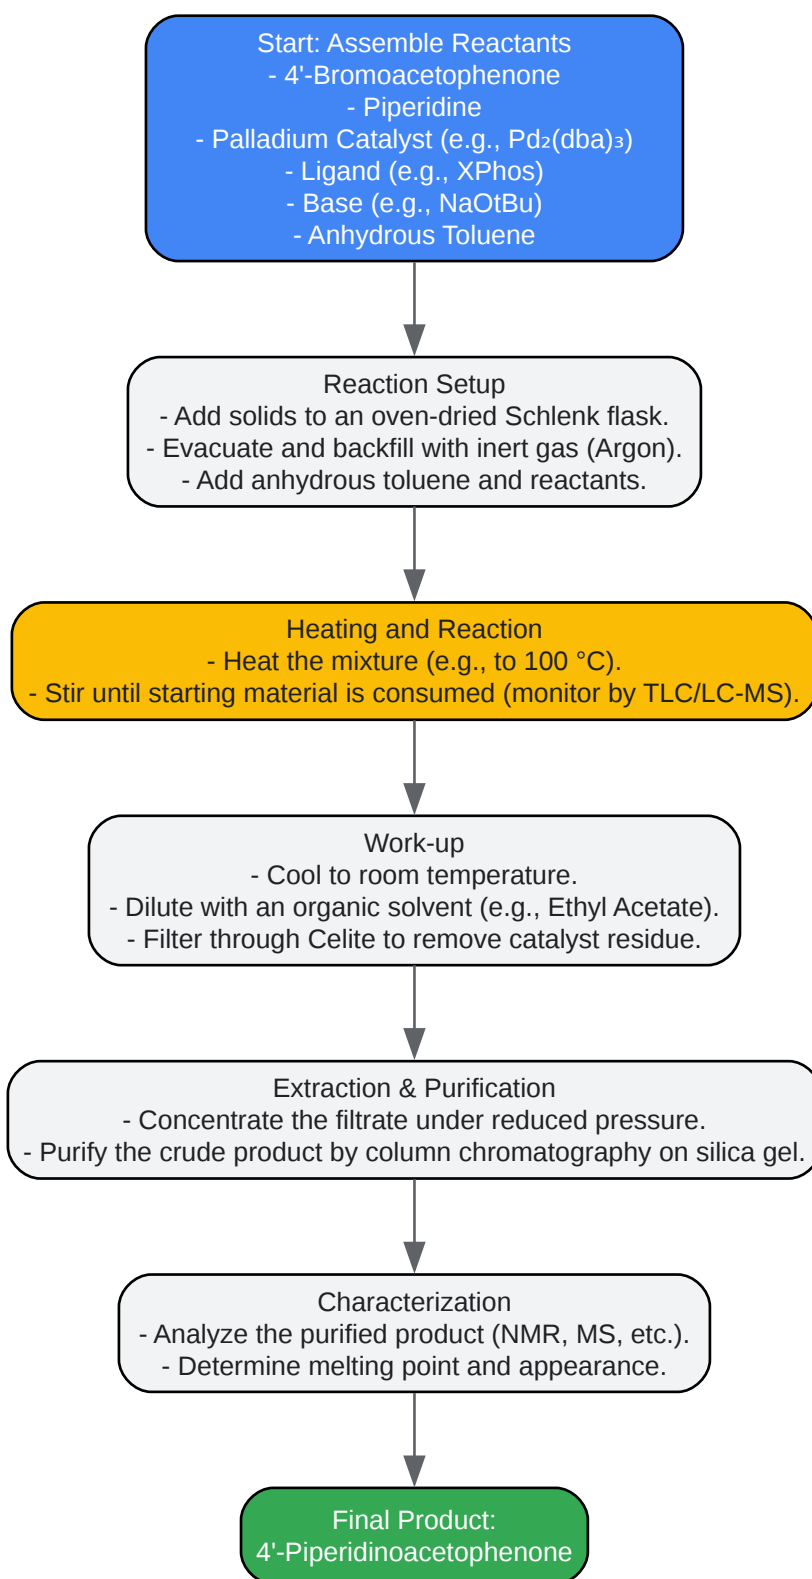 Start: Assemble Reactants
- 4'-Bromoacetophenone
- Piperidine
- Palladium Catalyst (e.g., Pd₂(dba)₃)
- Ligand (e.g., XPhos)
- Base (e.g., NaOtBu)
- Anhydrous Toluene
Reaction Setup
- Add solids to an oven-dried Schlenk flask.
- Evacuate and backfill with inert gas (Argon).
- Add anhydrous toluene and reactants.
Heating and Reaction
- Heat the mixture (e.g., to 100 °C).
- Stir until starting material is consumed (monitor by TLC/LC-MS).
Work-up
- Cool to room temperature.
- Dilute with an organic solvent (e.g., Ethyl Acetate).
- Filter through Celite to remove catalyst residue.
Extraction & Purification
- Concentrate the filtrate under reduced pressure.
- Purify the crude product by column chromatography on silica gel.
Characterization
- Analyze the purified product (NMR, MS, etc.).
- Determine melting point and appearance.
Final Product:
4'-Piperidinoacetophenone